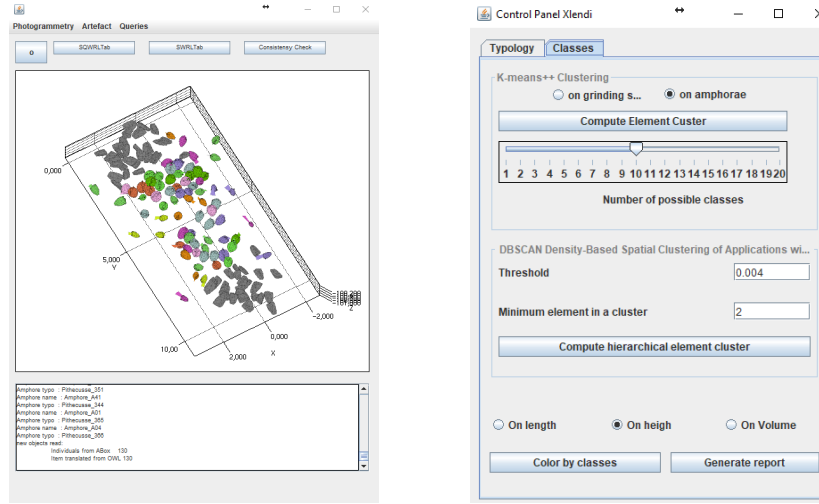 Photogrammetry Artefact Queries
o SQWRLTab SWRLTab Consistensy Check
0,000
5,000
Y
10,00
2,000
X
0,000
-2,000
Z
Amphore typo : Pithecusse_351
Amphore name : Amphore_A41
Amphore typo : Pithecusse_344
Amphore name : Amphore_A01
Amphore typo : Pithecusse_365
Amphore name : Amphore_A04
Amphore typo : Pithecusse_366
new objects read:
Individuals from ABox 130
Item translated from OWL 130
Control Panel Xlendi
Typology Classes
K-means++ Clustering
on grinding s... on amphorae
Compute Element Custer
1 2 3 4 5 6 7 8 9 10 11 12 13 14 15 16 17 18 19 20
Number of possible classes
DBSCAN Density-Based Spatial Clustering of Applications wi...
Threshold 0.004
Minimum element in a cluster 2
Compute hierarchical element cluster
On length On heigh On Volume
Color by classes Generate report